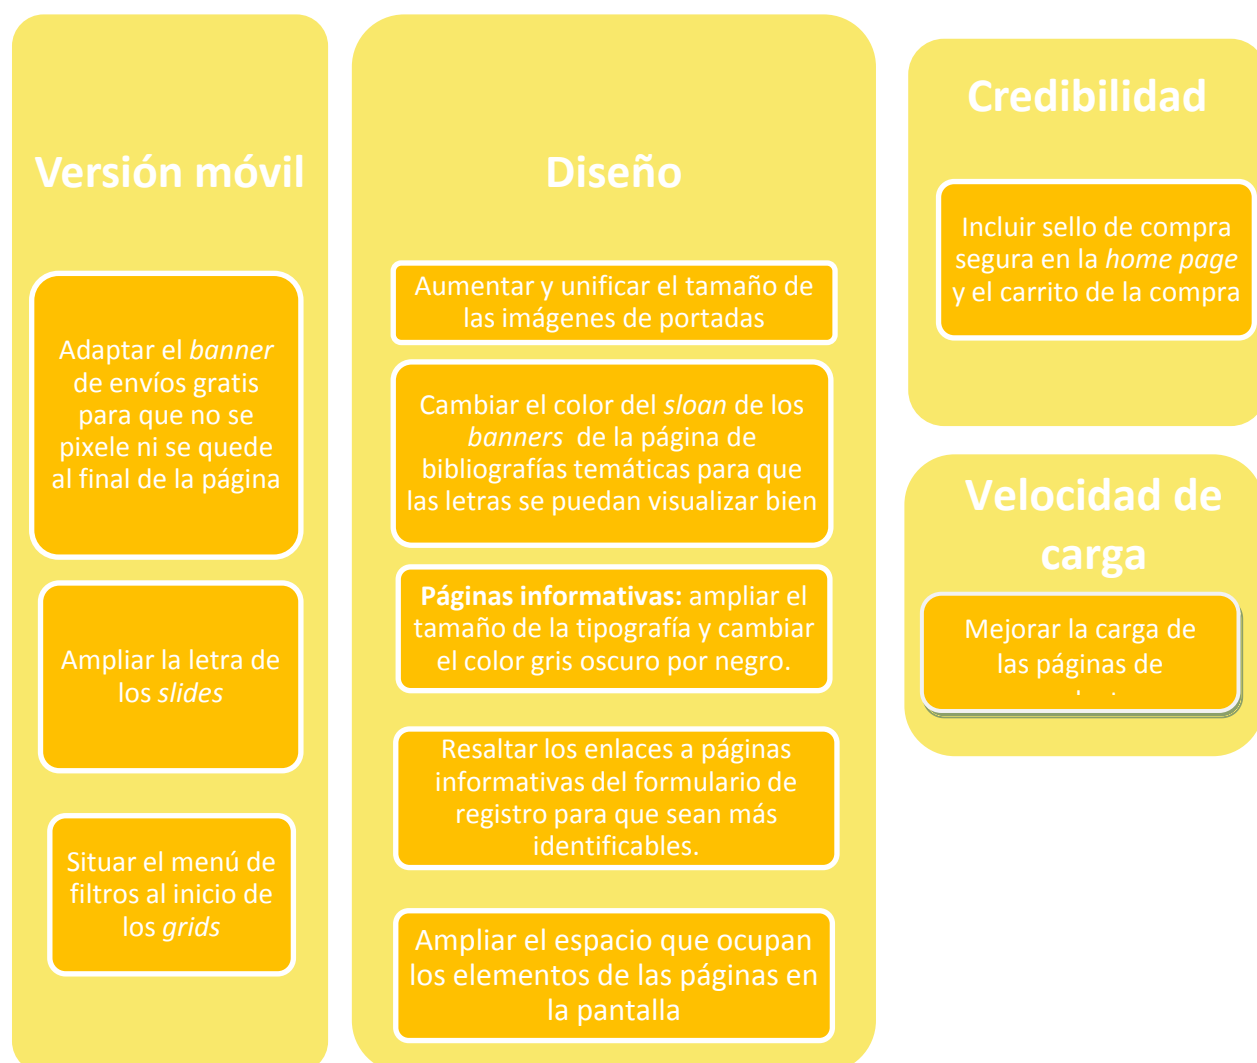 Versión móvil
Adaptar el banner
de envíos gratis
para que no se
pixele ni se quede
al final de la página
Ampliar la letra de
los slides
Situar el menú de
filtros al inicio de
los grids
Diseño
Aumentar y unificar el tamaño de
las imágenes de portadas
Cambiar el color del sloan de los
banners de la página de
bibliografías temáticas para que
las letras se puedan visualizar bien
Páginas informativas: ampliar el
tamaño de la tipografía y cambiar
el color gris oscuro por negro.
Resaltar los enlaces a páginas
informativas del formulario de
registro para que sean más
identificables.
Ampliar el espacio que ocupan
los elementos de las páginas en
la pantalla
Credibilidad
Incluir sello de compra
segura en la home page
y el carrito de la compra
Velocidad de
carga
Mejorar la carga de
las páginas de